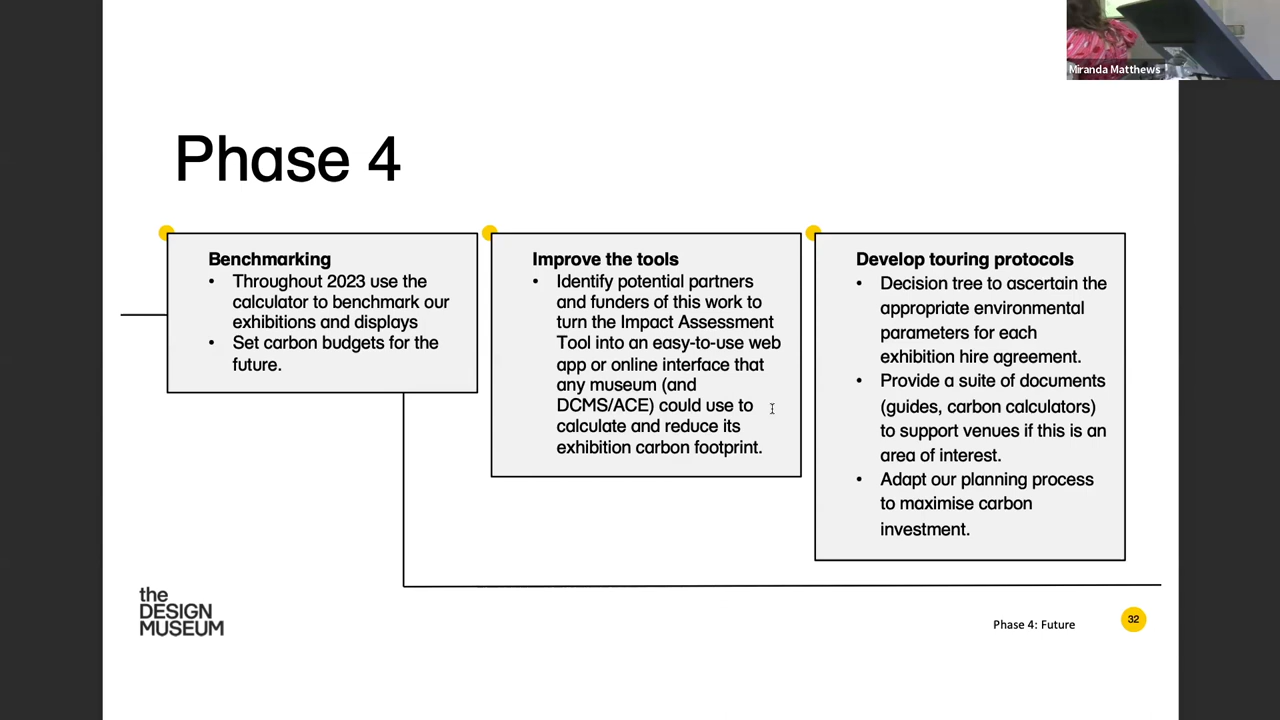 Miranda Matthews
Phase 4
Benchmarking
• Throughout 2023 use the
calculator to benchmark our
exhibitions and displays
• Set carbon budgets for the
future.
Improve the tools
• Identify potential partners
and funders of this work to
turn the Impact Assessment
Tool into an easy-to-use web
app or online interface that
any museum (and
DCMS/ACE) could use to
calculate and reduce its
exhibition carbon footprint.
Develop touring protocols
• Decision tree to ascertain the
appropriate environmental
parameters for each
exhibition hire agreement.
• Provide a suite of documents
(guides, carbon calculators)
to support venues if this is an
area of interest.
• Adapt our planning process
to maximise carbon
investment.
the
DESIGN
MUSEUM
Phase 4: Future
32